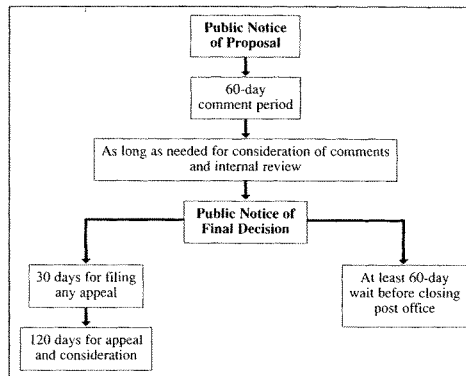 Public Notice
of Proposal
60-day
comment period
As long as needed for consideration of comments
and internal review
Public Notice of
Final Decision
30 days for filing
any appeal
120 days for appeal
and consideration
At least 60-day
wait before closing
post office